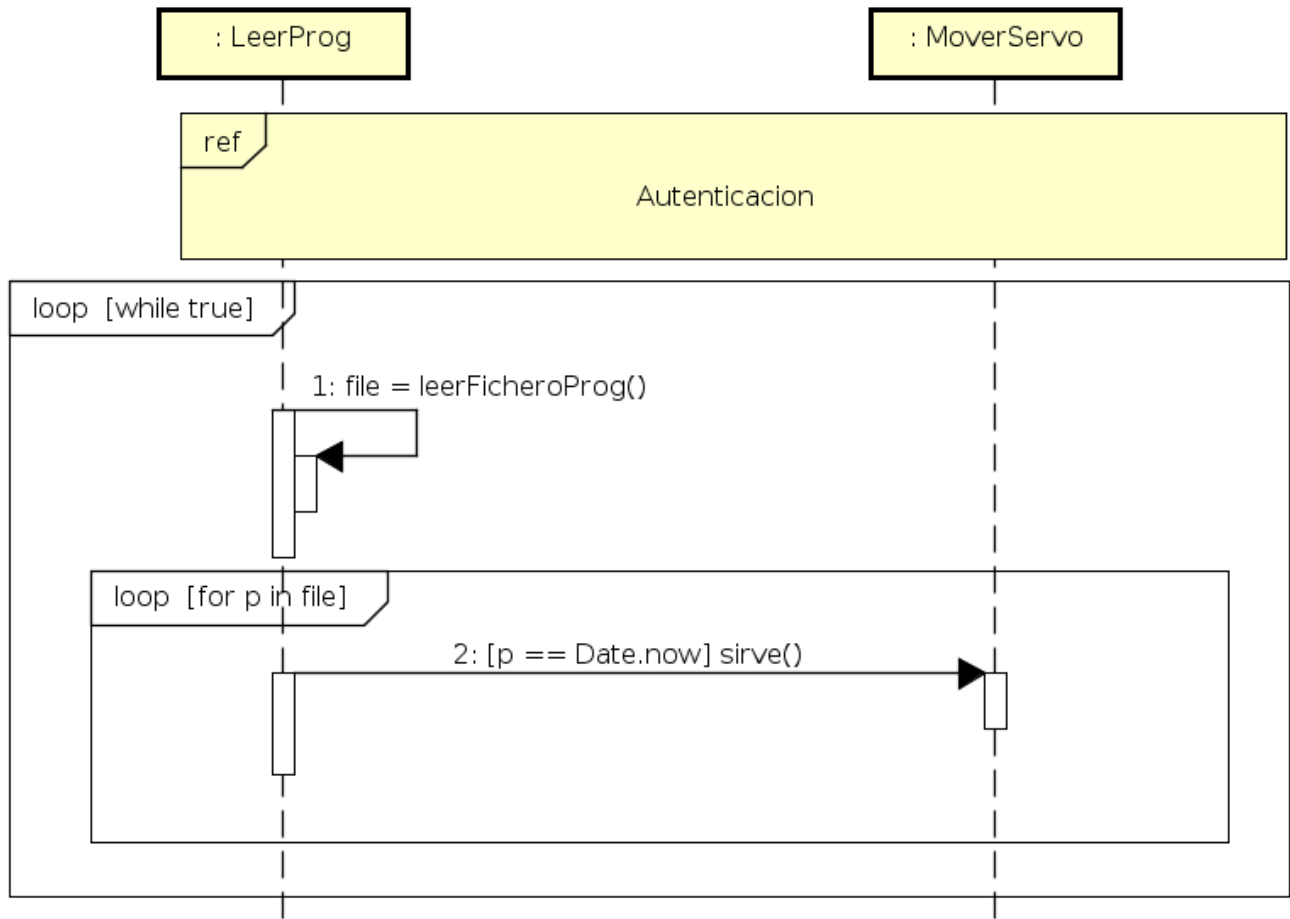 : LeerProg
: MoverServo
ref
Autenticacion
loop [while true]
1: file = leerFicheroProg()
loop [for p in file]
2: [p == Date.now] sirve()